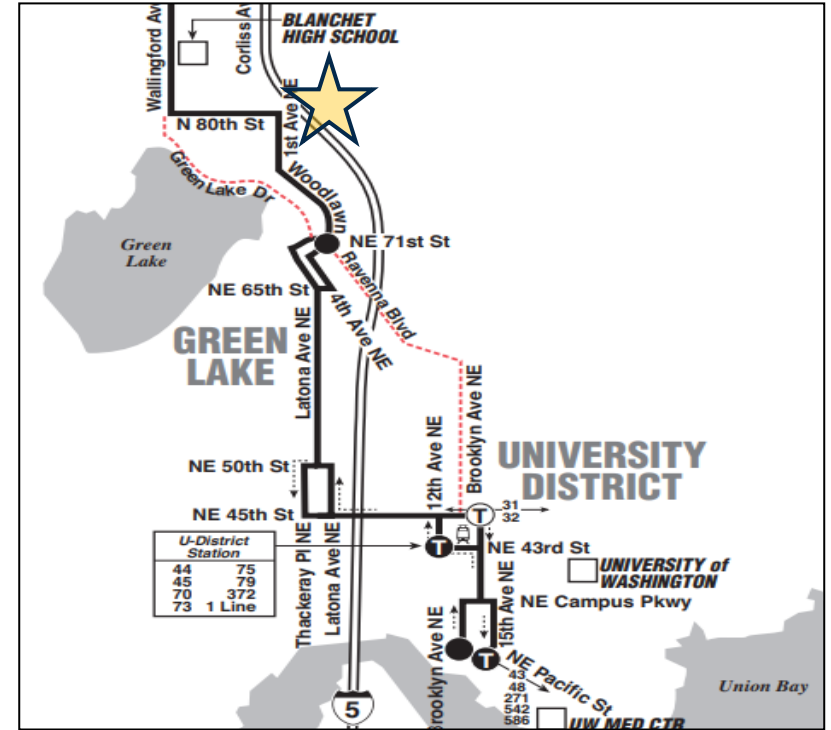 Wallingford Av
BLANCHET
HIGH SCHOOL
Corliss Av
N 80th St
1st Ave NE
Green Lake Dr
Woodlawn
Green
Lake
NE 71st St
Ravenna Blvd
NE 65th St
4th Ave NE
GREEN
LAKE
Latona Ave NE
12th Ave NE
Brooklyn Ave NE
UNIVERSITY
DISTRICT
NE 50th St
NE 45th St
T
31
32
U-District
Station
44 75
45 79
70 372
73 1 Line
T
NE 43rd St
UNIVERSITY of
WASHINGTON
Thackeray Pl NE
Latona Ave NE
NE Campus Pkwy
15th Ave NE
Brooklyn Ave NE
T
NE Pacific St
43
48
271
542
586
Union Bay
5
UW MED CTR